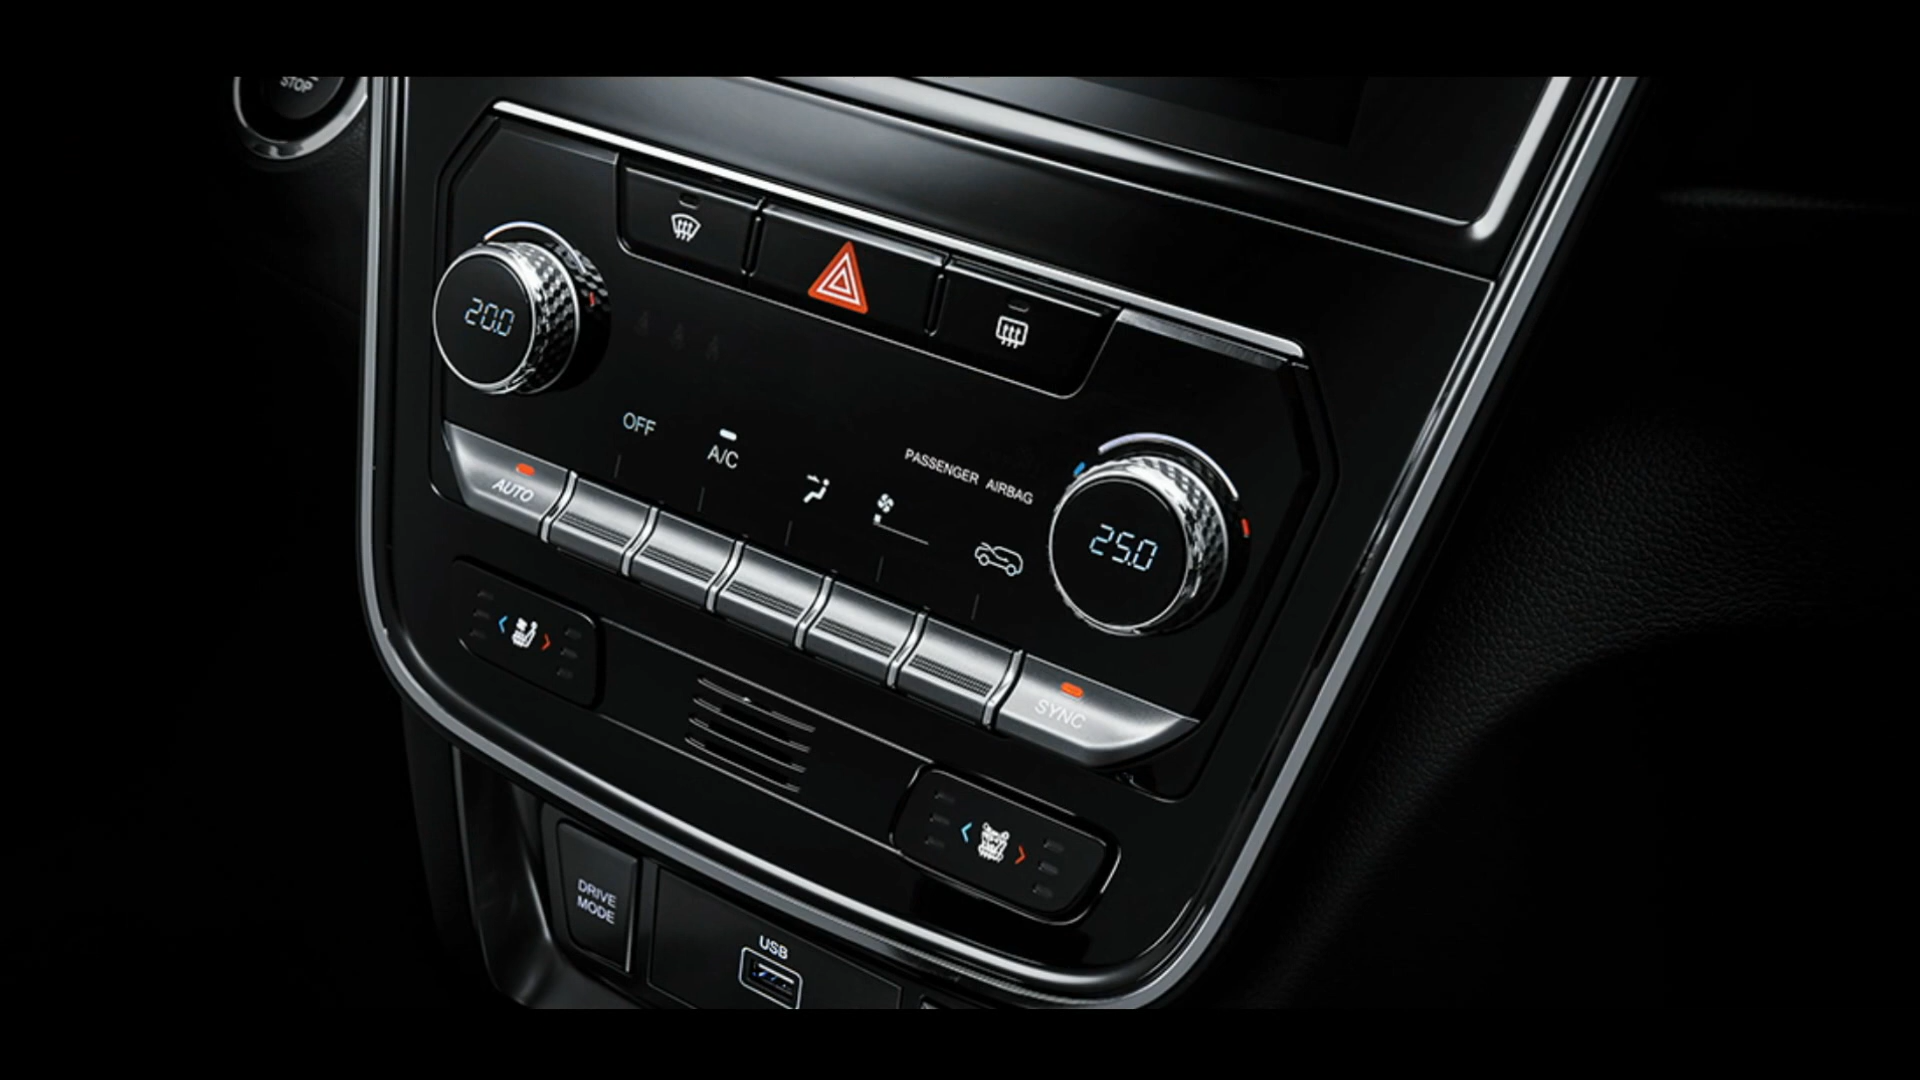 STOP
20.0
OFF
A/C
PASSENGER AIRBAG
AUTO
25.0
SYNC
DRIVE
MODE
USB